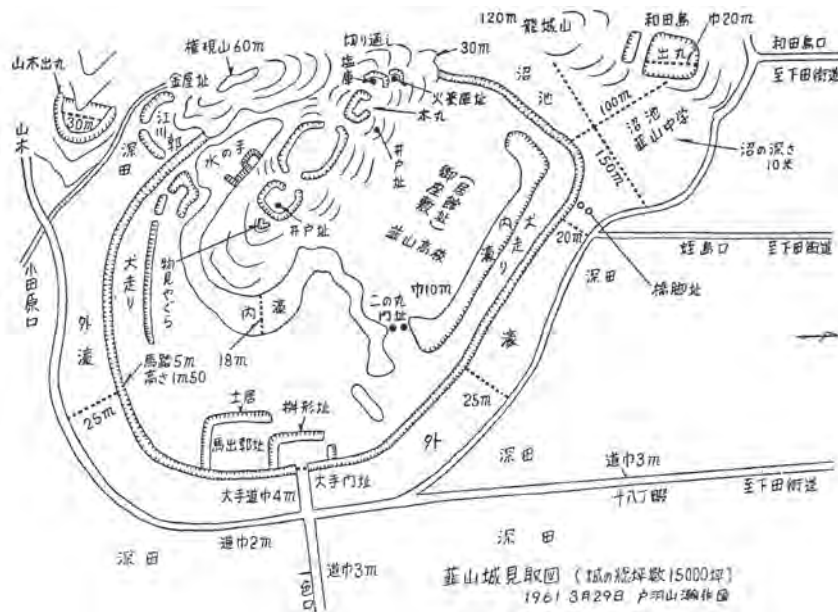 120m 龍城山
和田島
巾20m
出丸
和田島口
至下田街道
切り通し
30m
権現山60m
塩庫
山木出丸
金屋址
火薬庫址
本丸
沼池
100m
沼池
韮山中学
150m
沼の深さ
10米
30m
江川郭
深田
水の手
井戸址
山木
御座敷
(居館址)
韮山高校
内濠
犬走り
20m
蛭島口
至下田街道
深田
橋脚址
井戸址
物見やぐら
犬走り
小田原口
巾10m
二の丸
門址
内濠
18m
外濠
馬踏5m
高さ1m50
25m
土居
桝形址
馬出郭址
外濠
25m
深田
道巾3m
大手道巾4m
大手門址
十八丁畷
至下田街道
深田
道巾2m
道巾3m
深田
韮山城見取図 (城の総坪数15000坪)
1961 3月29日 戸羽山瀚作図